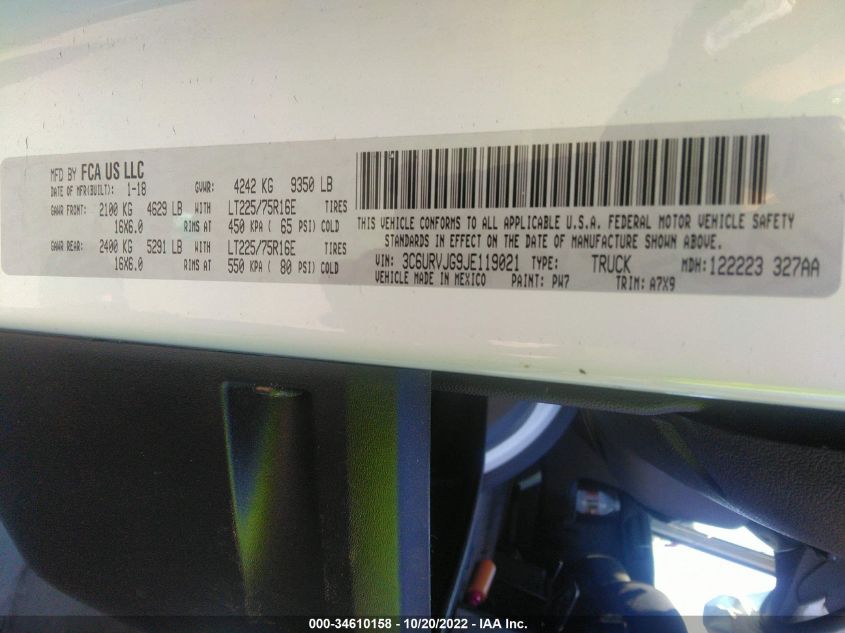 MFD BY FCA US LLC
DATE OF MFR(BUILT): 1-18 GVWR: 4242 KG 9350 LB
GAWR FRONT: 2100 KG 4629 LB WITH LT225/75R16E TIRES
16X6.0 RIMS AT 450 KPA ( 65 PSI) COLD
GAWR REAR: 2400 KG 5291 LB WITH LT225/75R16E TIRES
16X6.0 RIMS AT 550 KPA ( 80 PSI) COLD
THIS VEHICLE CONFORMS TO ALL APPLICABLE U.S.A. FEDERAL MOTOR VEHICLE SAFETY
STANDARDS IN EFFECT ON THE DATE OF MANUFACTURE SHOWN ABOVE.
VIN: 3C6URVJG9JE119021 TYPE: TRUCK MDH: 122223 327AA
VEHICLE MADE IN MEXICO PAINT: PW7 TRIM: A7X9
000-34610158 - 10/20/2022 - IAA Inc.